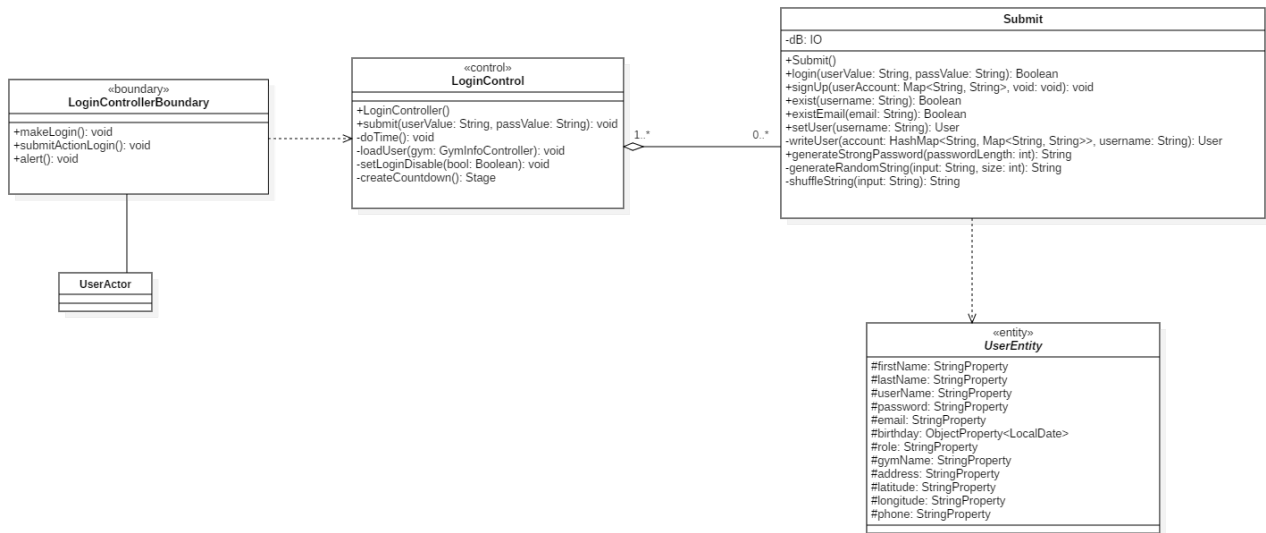 «boundary»
LoginControllerBoundary
+makeLogin(): void
+submitActionLogin(): void
+alert(): void
UserActor
«control»
LoginControl
+LoginController()
+submit(userValue: String, passValue: String): void
-doTime(): void
-loadUser(gym: GymInfoController): void
-setLoginDisable(bool: Boolean): void
-createCountdown(): Stage
1..*
0..*
Submit
-dB: IO
+Submit()
+login(userValue: String, passValue: String): Boolean
+signUp(userAccount: Map<String, String>, void: void): void
+exist(username: String): Boolean
+existEmail(email: String): Boolean
+setUser(username: String): User
-writeUser(account: HashMap<String, Map<String, String>>, username: String): User
+generateStrongPassword(passwordLength: int): String
-generateRandomString(input: String, size: int): String
-shuffleString(input: String): String
«entity»
UserEntity
#firstName: StringProperty
#lastName: StringProperty
#userName: StringProperty
#password: StringProperty
#email: StringProperty
#birthday: ObjectProperty<LocalDate>
#role: StringProperty
#gymName: StringProperty
#address: StringProperty
#latitude: StringProperty
#longitude: StringProperty
#phone: StringProperty